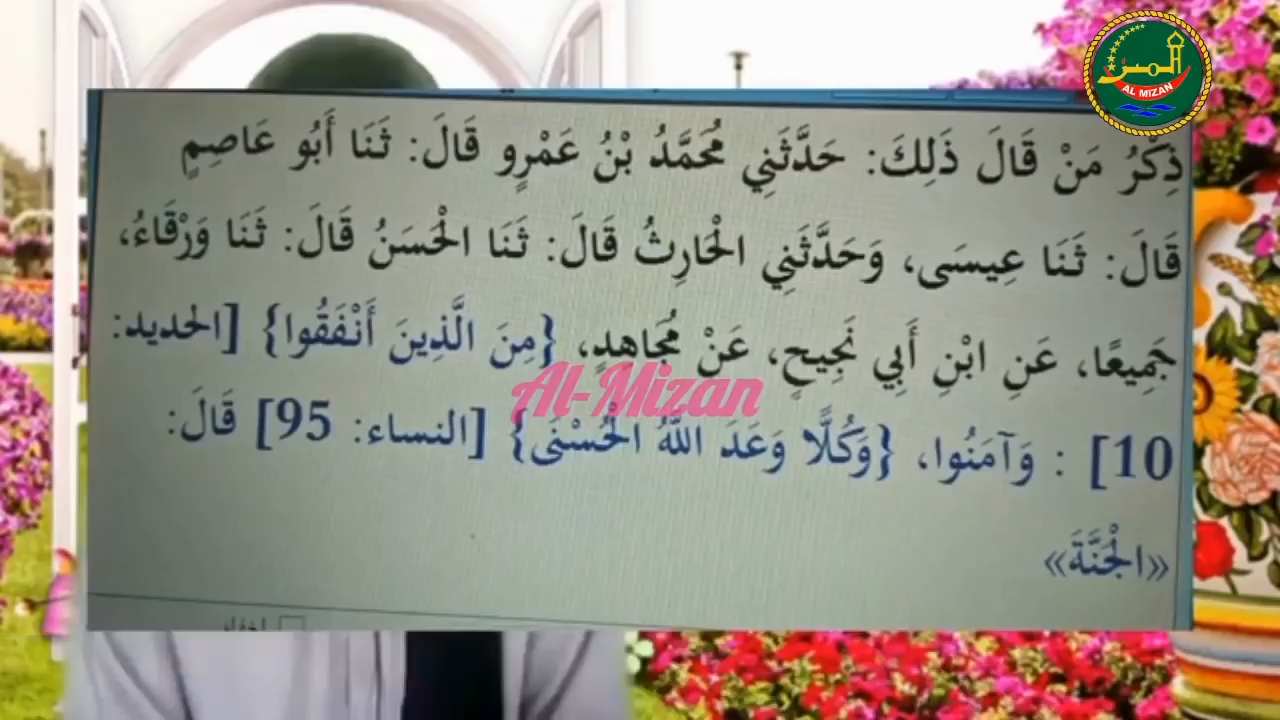 المـيـزن
AL MIZAN
ذِكْرُ مَنْ قَالَ ذَلِكَ: حَدَّثَنِي مُحَمَّدُ بْنُ عَمْرٍو قَالَ: ثَنَا أَبُو عَاصِمٍ
قَالَ: ثَنَا عِيسَى، وَحَدَّثَنِي الْحَارِثُ قَالَ: ثَنَا الْحَسَنُ قَالَ: ثَنَا وَرْقَاءُ،
جَمِيعًا، عَنِ ابْنِ أَبِي نَجِيحٍ، عَنْ مُجَاهِدٍ، {مِنَ الَّذِينَ أَنْفَقُوا} [الحديد:
Al-Mizan
10] : وَآمَنُوا، {وَكُلًّا وَعَدَ اللَّهُ الْحُسْنَى} [النساء: 95] قَالَ:
«الْجَنَّةَ»